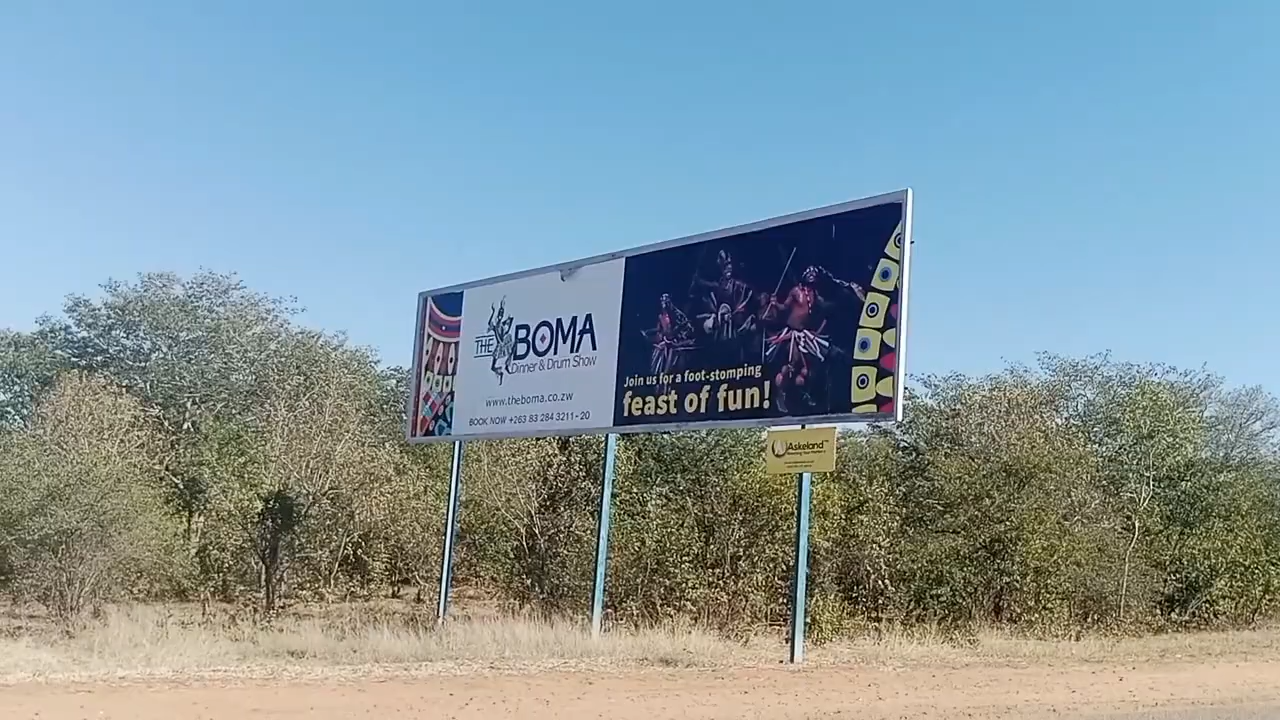 THE BOMA
Dinner & Drum Show
www.theboma.co.zw
BOOK NOW +263 83 284 3211 - 20
Join us for a foot-stomping
feast of fun!
Askeland